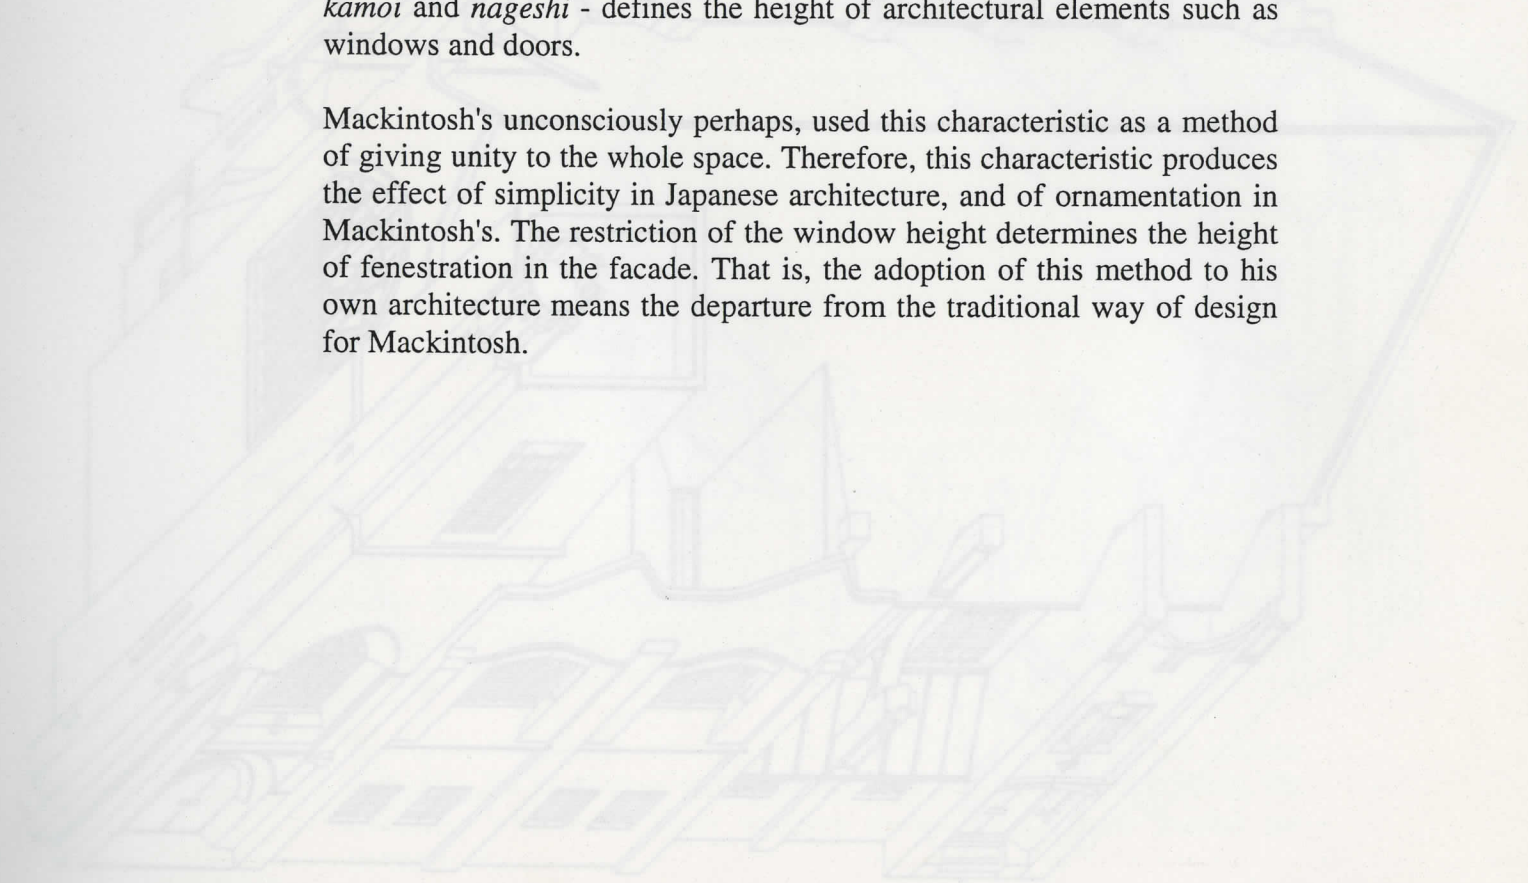 kamoi and nageshi - defines the height of architectural elements such as
windows and doors.
Mackintosh's unconsciously perhaps, used this characteristic as a method
of giving unity to the whole space. Therefore, this characteristic produces
the effect of simplicity in Japanese architecture, and of ornamentation in
Mackintosh's. The restriction of the window height determines the height
of fenestration in the facade. That is, the adoption of this method to his
own architecture means the departure from the traditional way of design
for Mackintosh.